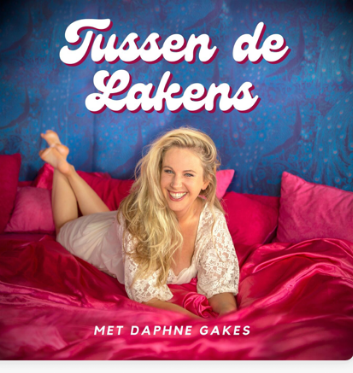 Tussen de
Lakens
MET DAPHNE GAKES